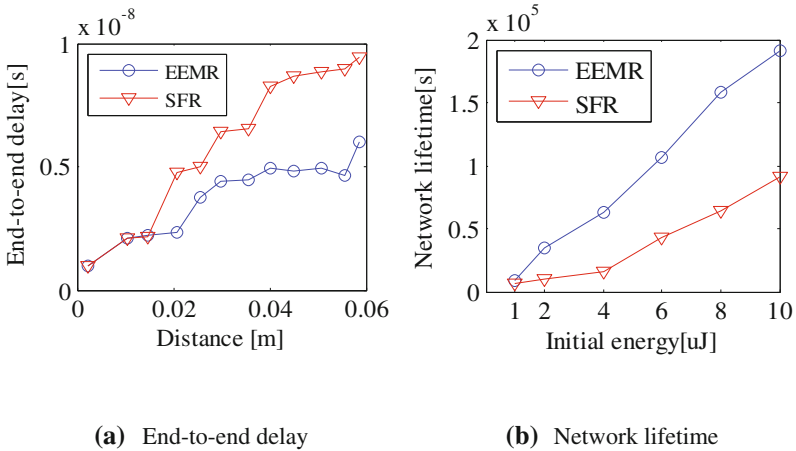 x 10^-8
1
0.5
0
End-to-end delay[s]
EEMR
SFR
0
0.02
0.04
0.06
Distance [m]
(a) End-to-end delay
x 10^5
2
1.5
1
0.5
0
Network lifetime[s]
EEMR
SFR
1
2
4
6
8
10
Initial energy[uJ]
(b) Network lifetime